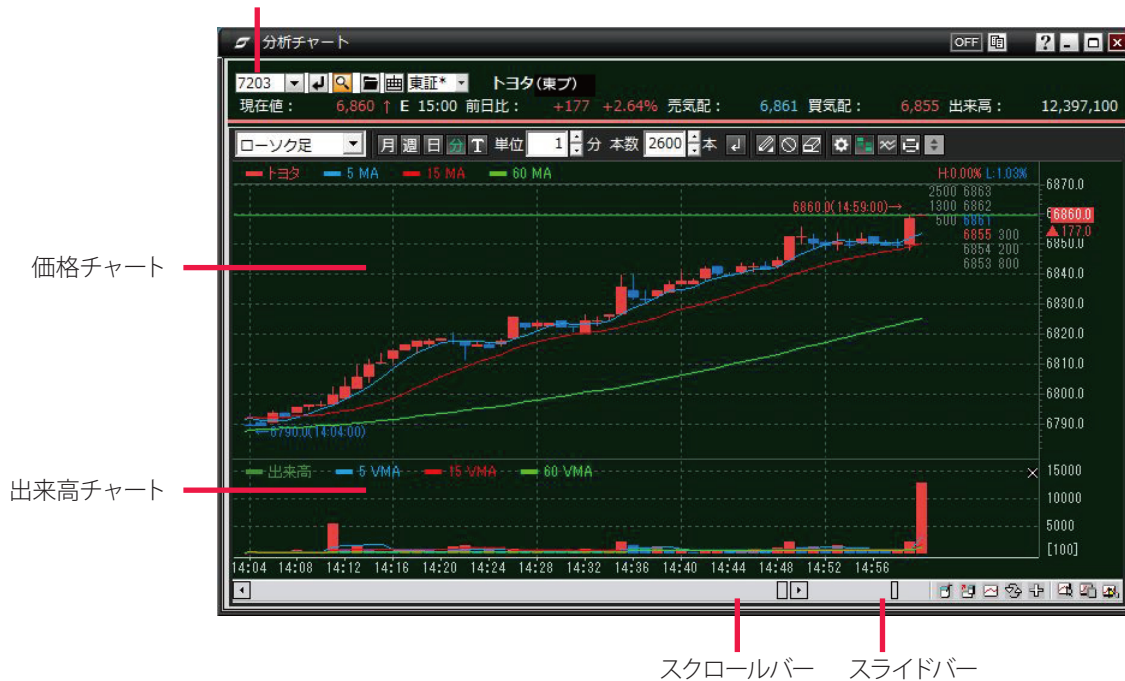 分析チャート OFF ?
7203 東証* トヨタ(東プ)
現在値： 6,860 ↑ E 15:00 前日比： +177 +2.64% 売気配： 6,861 買気配： 6,855 出来高： 12,397,100
ローソク足 月 週 日 分 T 単位 1 分 本数 2600 本
トヨタ 5 MA 15 MA 60 MA H:0.00% L:1.03%
6870.0
2500 6863
6860.0(14:59:00)→ 1300 6862
500 6861
6860.0
6855 300
▲177.0
6854 200
6850.0
6853 800
価格チャート
6840.0
6830.0
6820.0
6810.0
6800.0
6790.0
←6790.0(14:04:00)
出来高 5 VMA 15 VMA 60 VMA
15000
出来高チャート
10000
5000
[100]
14:04 14:08 14:12 14:16 14:20 14:24 14:28 14:32 14:36 14:40 14:44 14:48 14:52 14:56
スクロールバー スライドバー